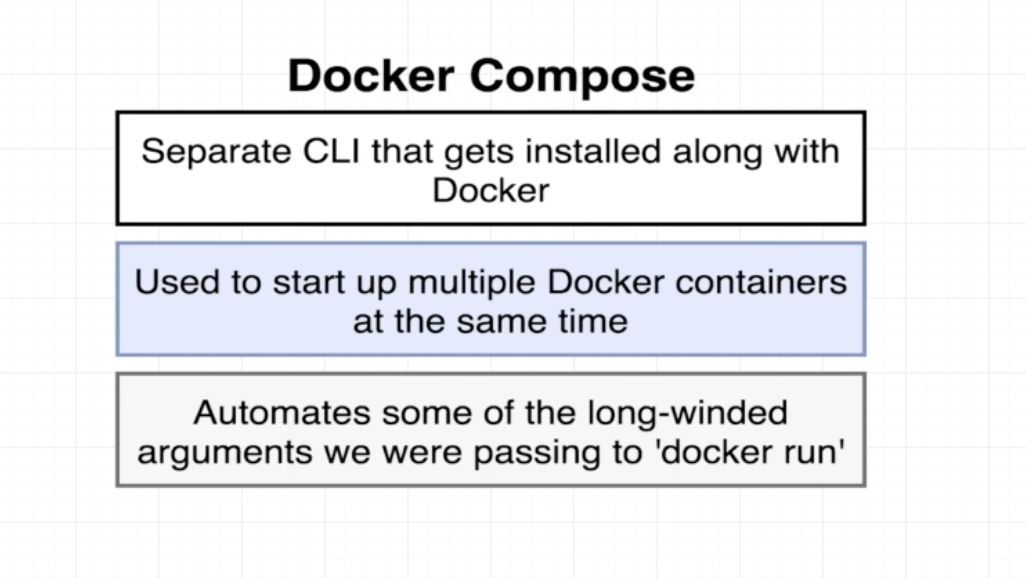 Docker Compose
Separate CLI that gets installed along with
Docker
Used to start up multiple Docker containers
at the same time
Automates some of the long-winded
arguments we were passing to 'docker run'